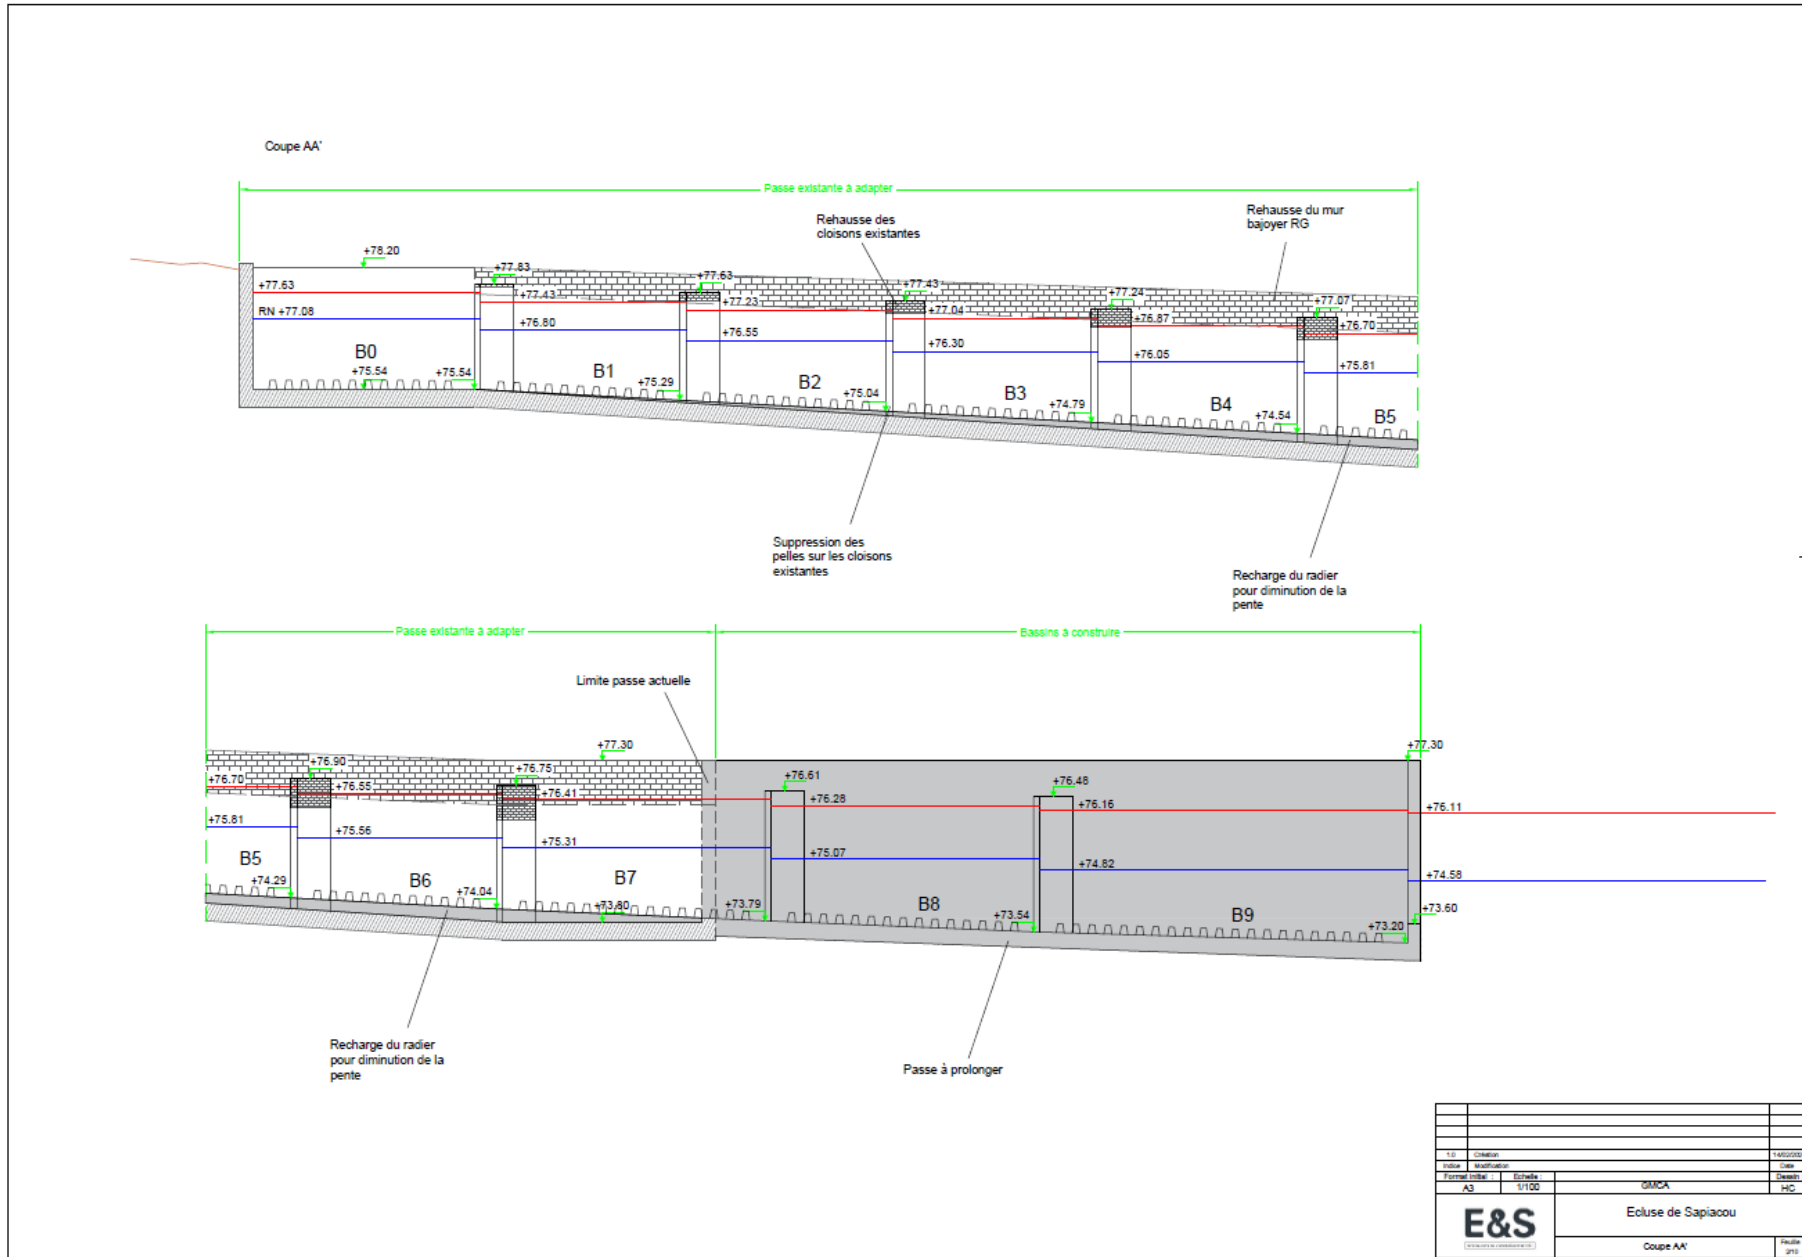 Coupe AA'
Passe existante à adapter
Rehausse des
cloisons existantes
Rehausse du mur
bajoyer RG
+78.20
+77.83
+77.63
+77.43
+77.24
+77.07
+77.63
+77.43
+77.23
+77.04
+76.87
+76.70
RN +77.08
+76.80
+76.55
+76.30
+76.05
+75.81
B0
B1
B2
B3
B4
B5
+75.54
+75.54
+75.29
+75.04
+74.79
+74.54
Suppression des
pelles sur les cloisons
existantes
Recharge du radier
pour diminution de la
pente
Passe existante à adapter
Bassins à construire
Limite passe actuelle
+77.30
+77.30
+76.90
+76.75
+76.61
+76.48
+76.70
+76.55
+76.41
+76.28
+76.16
+76.11
+75.81
+75.56
+75.31
+75.07
+74.82
+74.58
B5
B6
B7
B8
B9
+74.29
+74.04
+73.80
+73.79
+73.54
+73.20
+73.60
Recharge du radier
pour diminution de la
pente
Passe à prolonger
1.0 Création
Indice Modification Date
Format initial : Echelle : Dessin
A3 1/100 GMCA HC
E&S
Ecluse de Sapiacou
Coupe AA' Feuille